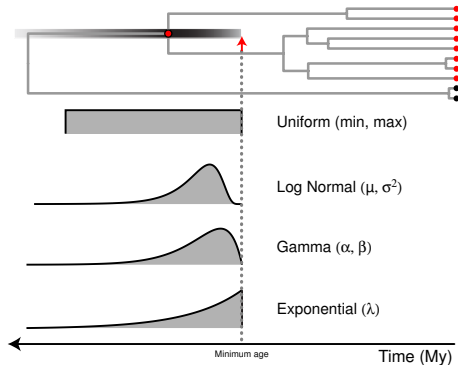 Uniform (min, max)
Log Normal (μ, σ²)
Gamma (α, β)
Exponential (λ)
Minimum age
Time (My)